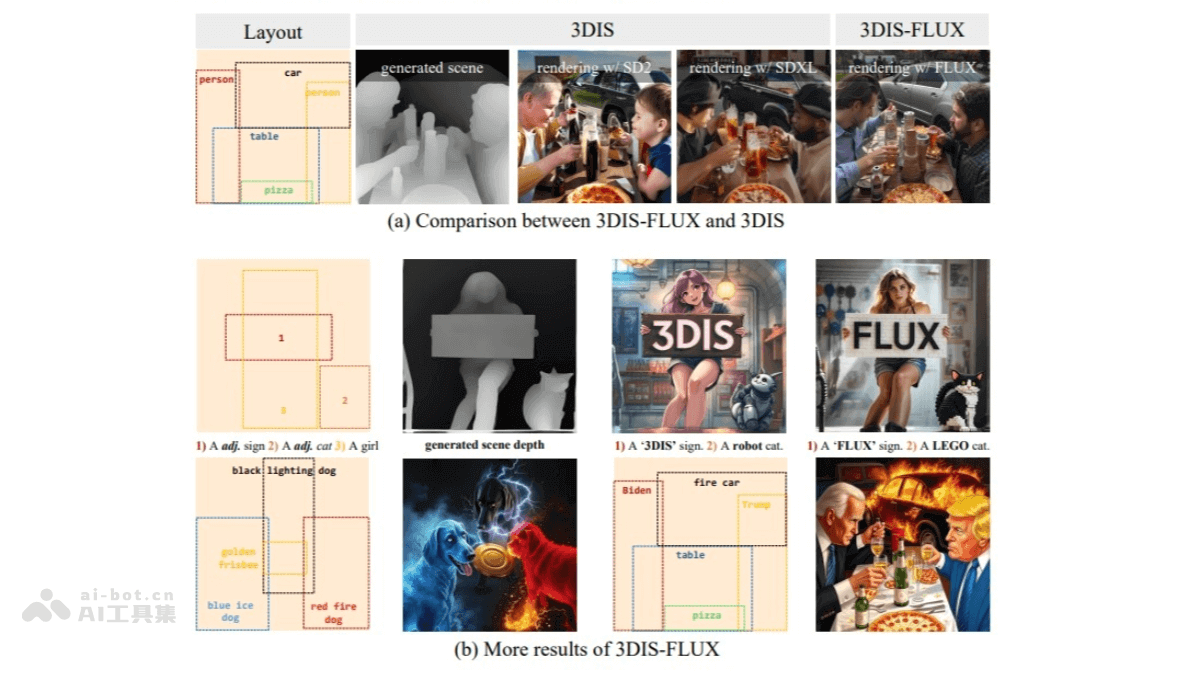 Layout
3DIS
3DIS-FLUX
person
car
person
table
pizza
generated scene
rendering w/ SD2
rendering w/ SDXL
rendering w/ FLUX
(a) Comparison between 3DIS-FLUX and 3DIS
1
2
3
3DIS
FLUX
1) A adj. sign 2) A adj. cat 3) A girl
generated scene depth
1) A ‘3DIS’ sign. 2) A robot cat.
1) A ‘FLUX’ sign. 2) A LEGO cat.
black lighting dog
golden
frisbee
blue ice
dog
red fire
dog
Biden
fire car
Trump
table
pizza
ai-bot.cn
AI工具集
(b) More results of 3DIS-FLUX